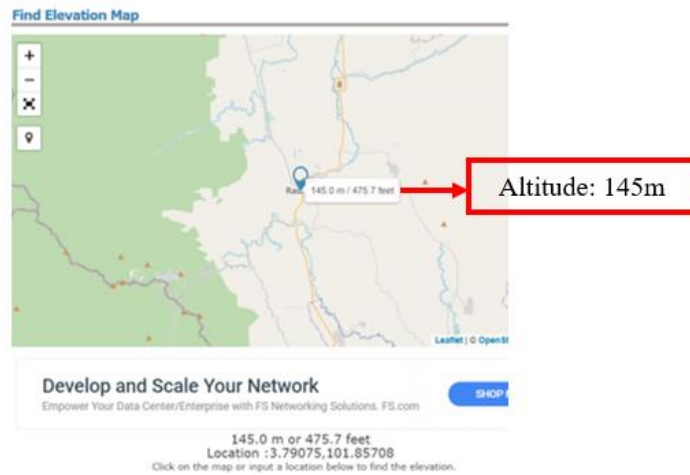 Find Elevation Map
+
−
8
145.0 m / 475.7 feet
Altitude: 145m
Leaflet | © OpenSt
Develop and Scale Your Network
Empower Your Data Center/Enterprise with FS Networking Solutions. FS.com
SHOP
145.0 m or 475.7 feet
Location :3.79075,101.85708
Click on the map or input a location below to find the elevation.